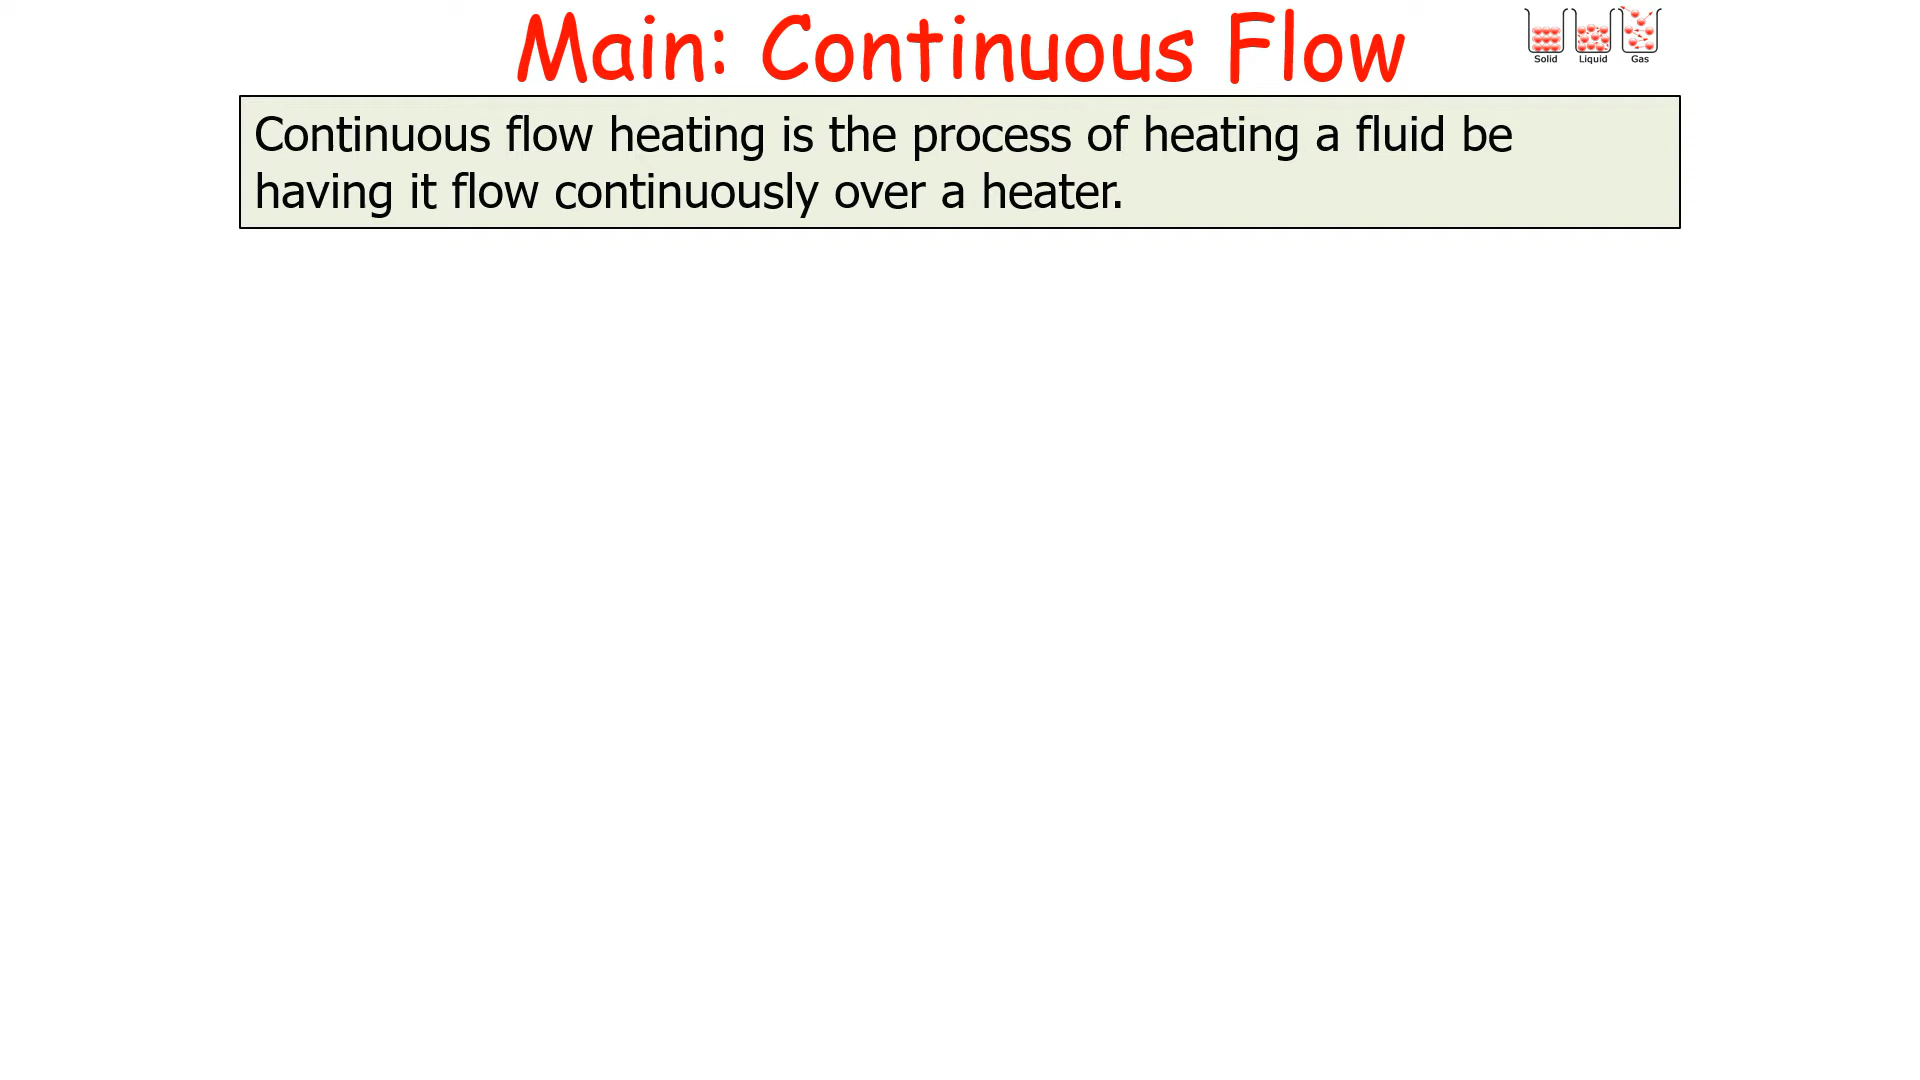 Main: Continuous Flow
Solid Liquid Gas
Continuous flow heating is the process of heating a fluid be
having it flow continuously over a heater.